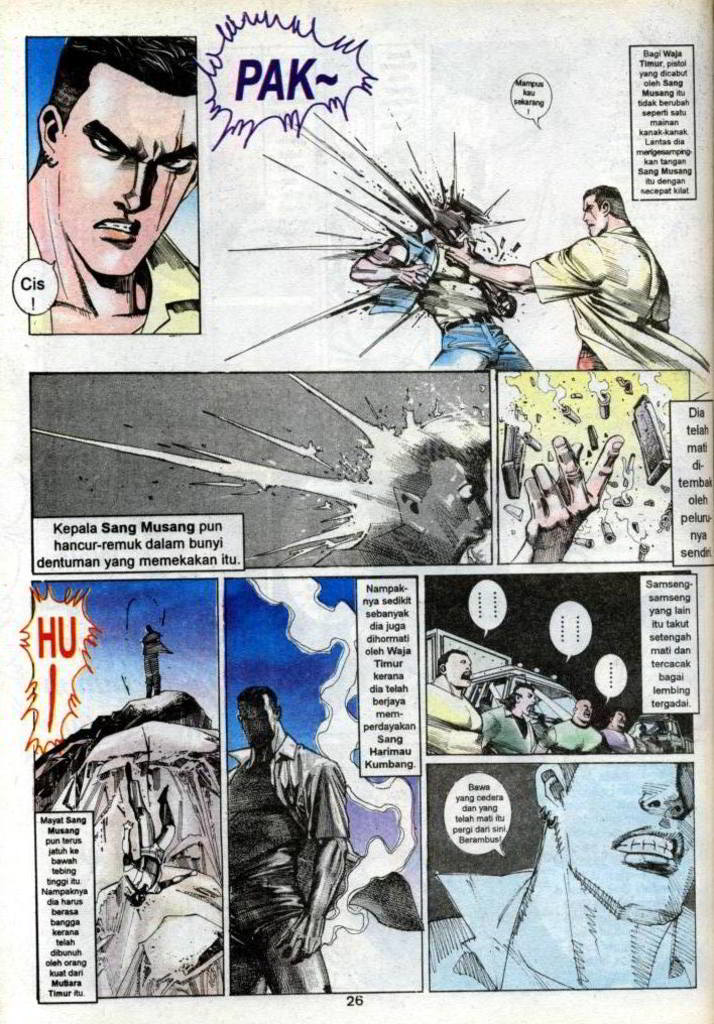 Cis
!
PAK~
Mampus
kau
sekarang
!
Bagi Waja
Timur, pistol
yang dicabut
oleh Sang
Musang itu
tidak berubah
seperti satu
mainan
kanak-kanak.
Lantas dia
mengesamping-
kan tangan
Sang Musang
itu dengan
secepat kilat.
Kepala Sang Musang pun
hancur-remuk dalam bunyi
dentuman yang memekakan itu.
Dia
telah
mati
di-
tembak
oleh
peluru-
nya
sendiri.
HU
!
Mayat Sang
Musang
pun terus
jatuh ke
bawah
tebing
tinggi itu.
Nampaknya
dia harus
berasa
bangga
kerana
telah
dibunuh
oleh orang
kuat dari
Mutiara
Timur itu.
Nampak-
nya sedikit
sebanyak
dia juga
dihormati
oleh Waja
Timur
kerana
dia telah
berjaya
mem-
perdayakan
Sang
Harimau
Kumbang.
Samseng-
samseng
yang lain
itu takut
setengah
mati dan
tercacak
bagai
lembing
tergadai.
Bawa
yang cedera
dan yang
telah mati itu
pergi dari sini.
Berambus!
26